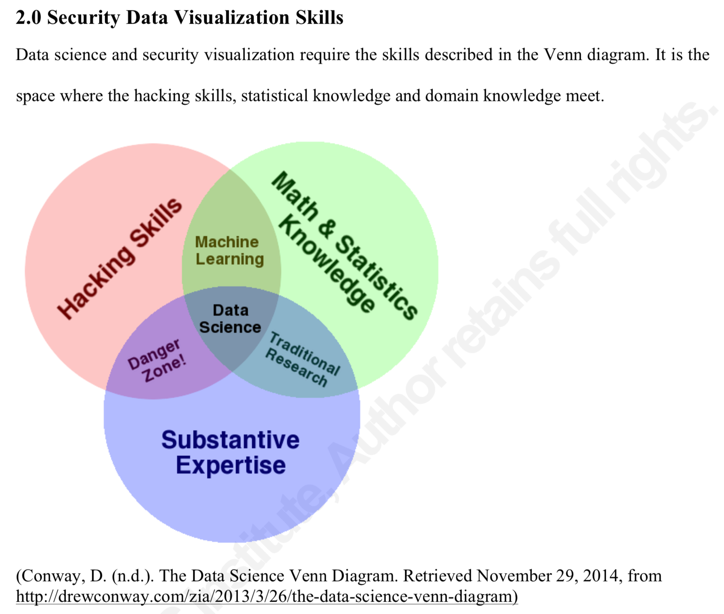 2.0 Security Data Visualization Skills
Data science and security visualization require the skills described in the Venn diagram. It is the
space where the hacking skills, statistical knowledge and domain knowledge meet.
Hacking Skills
Math & Statistics
Knowledge
Machine
Learning
Data
Science
Danger
Zone!
Traditional
Research
Substantive
Expertise
Institute, Author retains full rights.
(Conway, D. (n.d.). The Data Science Venn Diagram. Retrieved November 29, 2014, from
http://drewconway.com/zia/2013/3/26/the-data-science-venn-diagram)